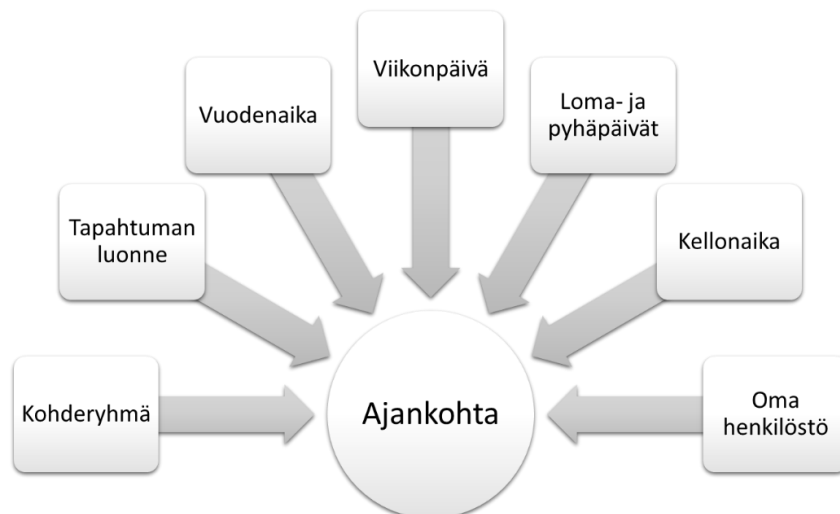 Kohderyhmä
Tapahtuman
luonne
Vuodenaika
Viikonpäivä
Loma- ja
pyhäpäivät
Kellonaika
Oma
henkilöstö
Ajankohta